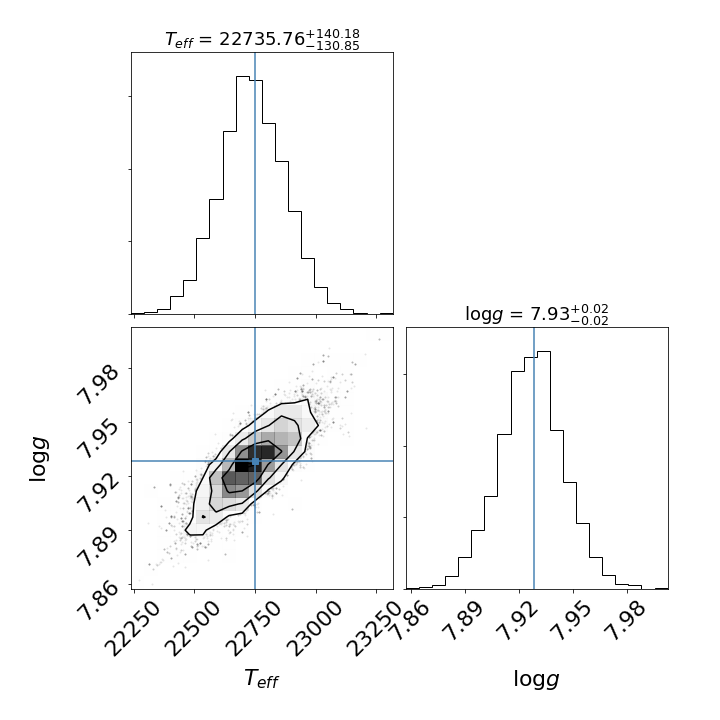 T_eff = 22735.76 +140.18 −130.85
logg = 7.93 +0.02 −0.02
7.98
7.95
7.92
7.89
7.86
logg
22250 22500 22750 23000 23250
7.86 7.89 7.92 7.95 7.98
T_eff
logg